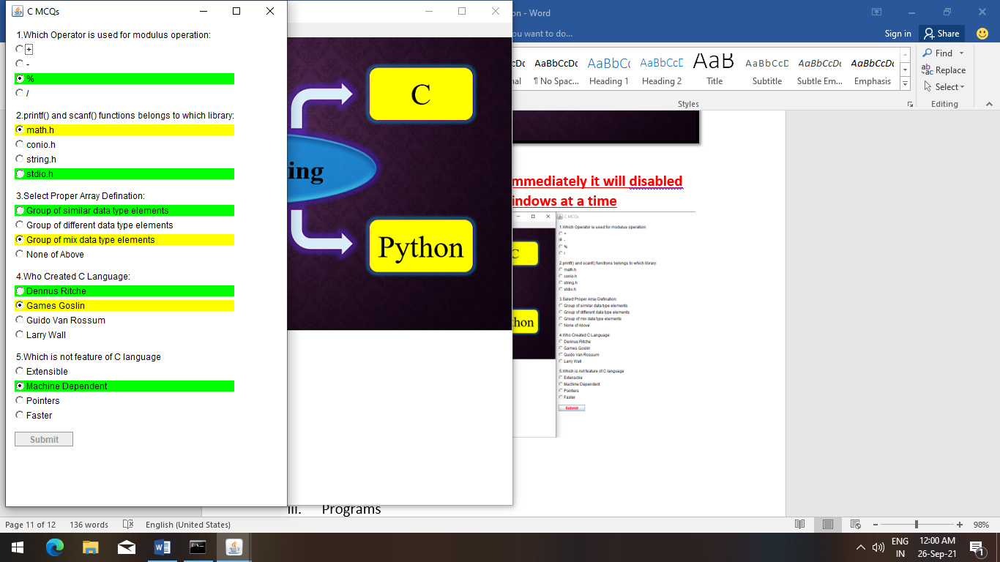 C MCQs
1.Which Operator is used for modulus operation:
+
-
%
/
2.printf() and scanf() functions belongs to which library:
math.h
conio.h
string.h
stdio.h
3.Select Proper Array Defination:
Group of similar data type elements
Group of different data type elements
Group of mix data type elements
None of Above
4.Who Created C Language:
Dennus Ritche
Games Goslin
Guido Van Rossum
Larry Wall
5.Which is not feature of C language
Extensible
Machine Dependent
Pointers
Faster
Submit
C
ing
Python
on - Word
ou want to do...
Sign in
Share
AaBbCcDc AaBbCcDc AaBbCc AaBbCcD AaB AaBbCcD AaBbCcDc AaBbCcDc
nal ¶ No Spac... Heading 1 Heading 2 Title Subtitle Subtle Em... Emphasis
Styles
Find
Replace
Select
Editing
mmediately it will disabled
indows at a time
C MCQs
1.Which Operator is used for modulus operation:
+
-
%
/
2.printf() and scanf() functions belongs to which library:
math.h
conio.h
string.h
stdio.h
3.Select Proper Array Defination:
Group of similar data type elements
Group of different data type elements
Group of mix data type elements
None of Above
4.Who Created C Language:
Dennus Ritche
Games Goslin
Guido Van Rossum
Larry Wall
5.Which is not feature of C language
Extensible
Machine Dependent
Pointers
Faster
Submit
C
hon
iii. Programs
Page 11 of 12 136 words English (United States) 98%
ENG
IN
12:00 AM
26-Sep-21
1